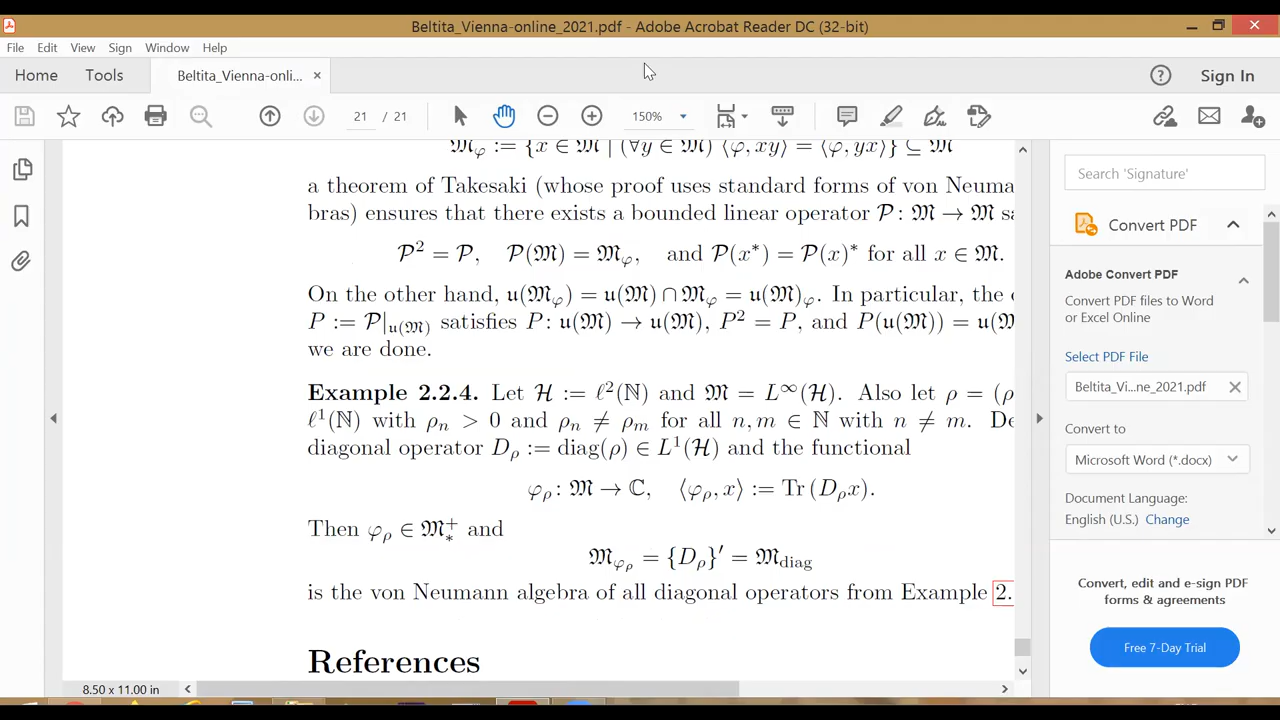 Beltita_Vienna-online_2021.pdf - Adobe Acrobat Reader DC (32-bit)
File Edit View Sign Window Help
Home Tools Beltita_Vienna-onli... × Sign In
21 / 21 150%
𝔐_φ := {x ∈ 𝔐 | (∀y ∈ 𝔐) ⟨φ, xy⟩ = ⟨φ, yx⟩} ⊆ 𝔐
a theorem of Takesaki (whose proof uses standard forms of von Neuma
bras) ensures that there exists a bounded linear operator 𝒫: 𝔐 → 𝔐 sa
𝒫² = 𝒫, 𝒫(𝔐) = 𝔐_φ, and 𝒫(x*) = 𝒫(x)* for all x ∈ 𝔐.
On the other hand, 𝔲(𝔐_φ) = 𝔲(𝔐) ∩ 𝔐_φ = 𝔲(𝔐)_φ. In particular, the
P := 𝒫|_𝔲(𝔐) satisfies P: 𝔲(𝔐) → 𝔲(𝔐), P² = P, and P(𝔲(𝔐)) = 𝔲(𝔐
we are done.
Example 2.2.4. Let ℋ := ℓ²(ℕ) and 𝔐 = L^∞(ℋ). Also let ρ = (ρ
ℓ¹(ℕ) with ρ_n > 0 and ρ_n ≠ ρ_m for all n, m ∈ ℕ with n ≠ m. De
diagonal operator D_ρ := diag(ρ) ∈ L¹(ℋ) and the functional
φ_ρ: 𝔐 → ℂ, ⟨φ_ρ, x⟩ := Tr (D_ρx).
Then φ_ρ ∈ 𝔐_*^+ and
𝔐_φ_ρ = {D_ρ}′ = 𝔐_diag
is the von Neumann algebra of all diagonal operators from Example 2.
References
8.50 x 11.00 in
Search 'Signature'
Convert PDF
Adobe Convert PDF
Convert PDF files to Word
or Excel Online
Select PDF File
Beltita_Vi...ne_2021.pdf
Convert to
Microsoft Word (*.docx)
Document Language:
English (U.S.) Change
Convert, edit and e-sign PDF
forms & agreements
Free 7-Day Trial